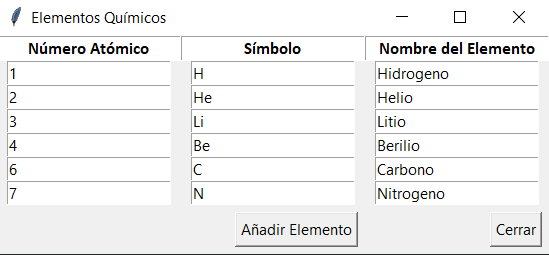 Elementos Químicos
Número Atómico Símbolo Nombre del Elemento
1 H Hidrogeno
2 He Helio
3 Li Litio
4 Be Berilio
6 C Carbono
7 N Nitrogeno
Añadir Elemento Cerrar